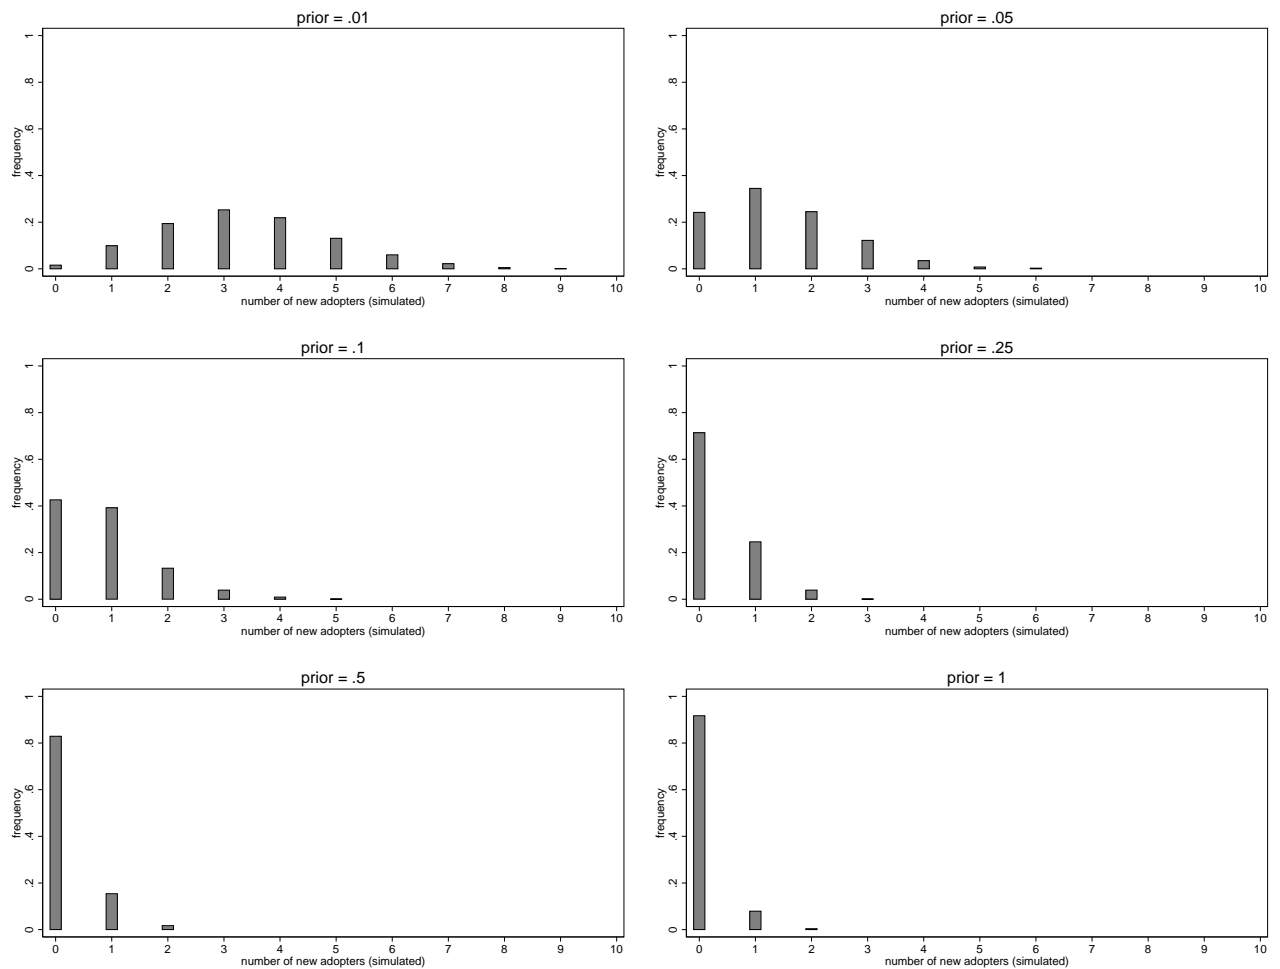 prior = .01
1
.8
.6
.4
.2
0
frequency
0 1 2 3 4 5 6 7 8 9 10
number of new adopters (simulated)
prior = .05
1
.8
.6
.4
.2
0
frequency
0 1 2 3 4 5 6 7 8 9 10
number of new adopters (simulated)
prior = .1
1
.8
.6
.4
.2
0
frequency
0 1 2 3 4 5 6 7 8 9 10
number of new adopters (simulated)
prior = .25
1
.8
.6
.4
.2
0
frequency
0 1 2 3 4 5 6 7 8 9 10
number of new adopters (simulated)
prior = .5
1
.8
.6
.4
.2
0
frequency
0 1 2 3 4 5 6 7 8 9 10
number of new adopters (simulated)
prior = 1
1
.8
.6
.4
.2
0
frequency
0 1 2 3 4 5 6 7 8 9 10
number of new adopters (simulated)